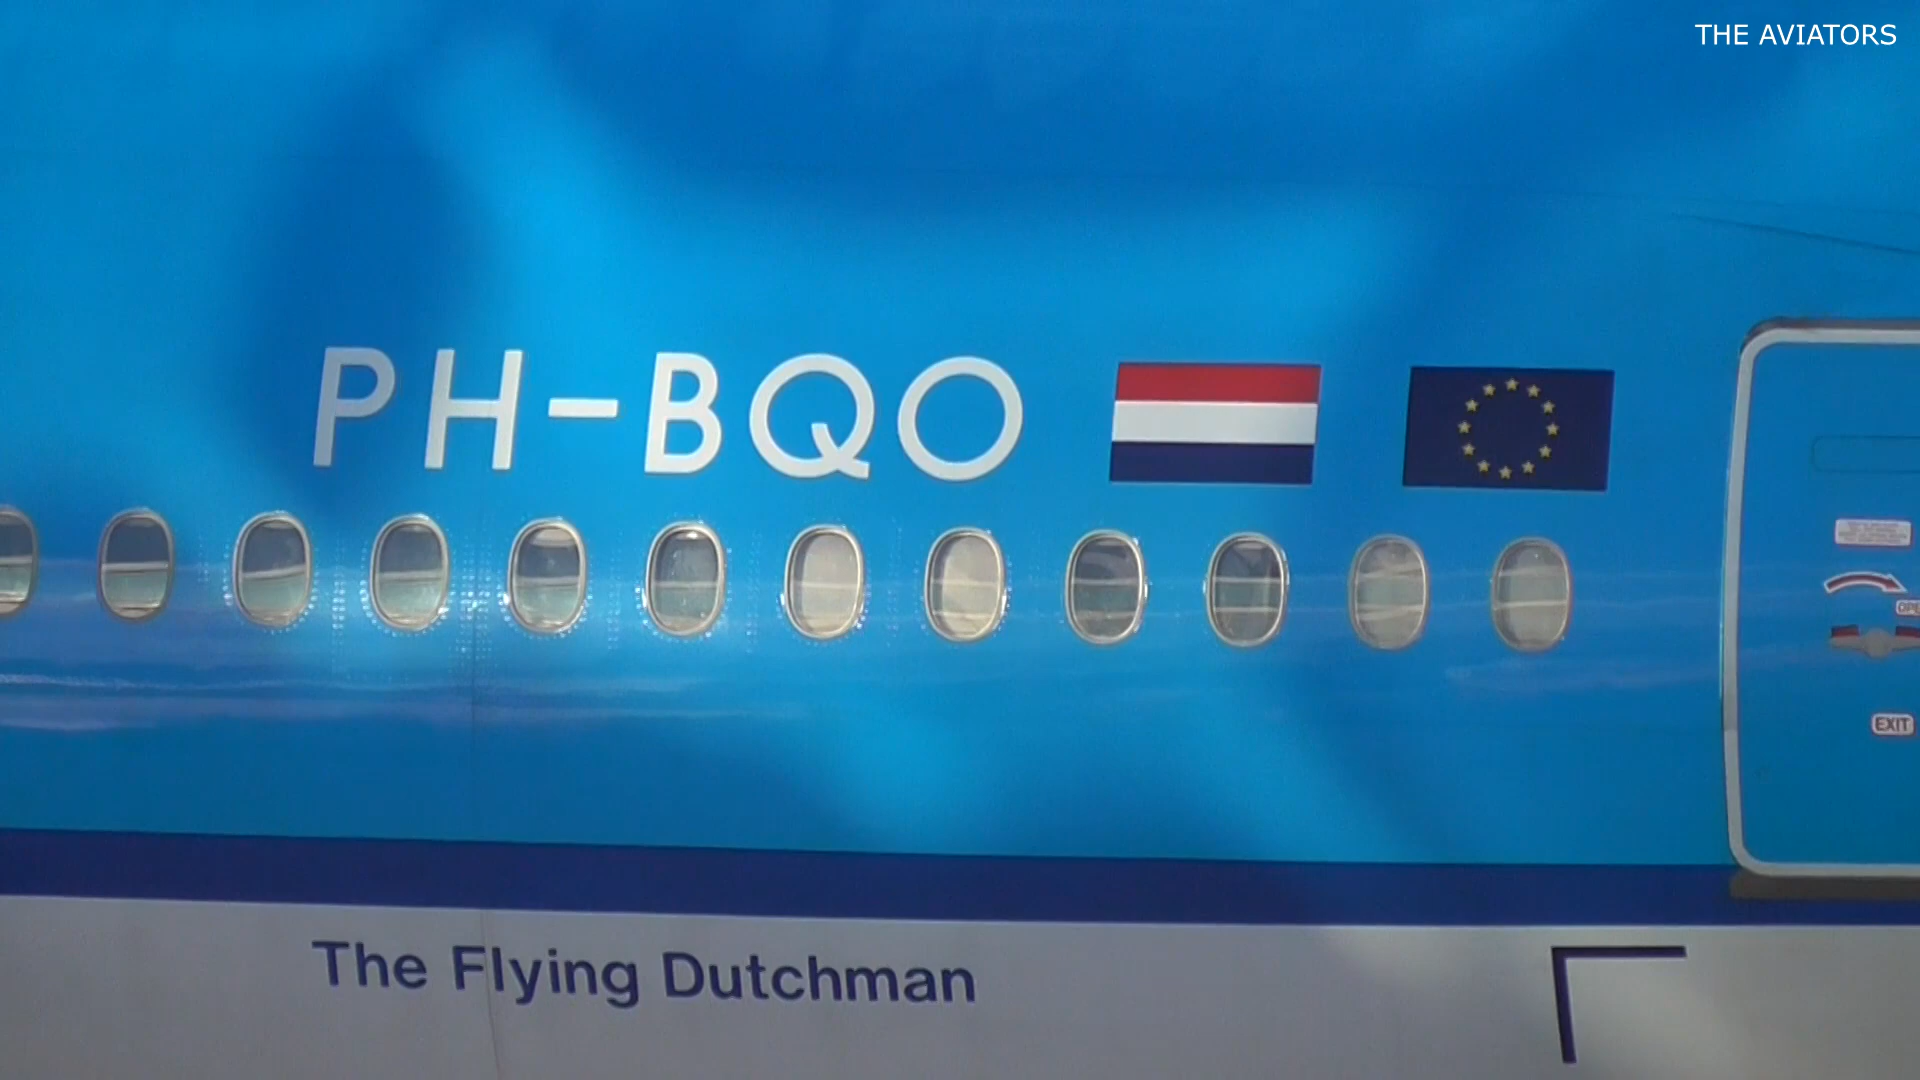 THE AVIATORS
PH-BQO
EXIT
The Flying Dutchman